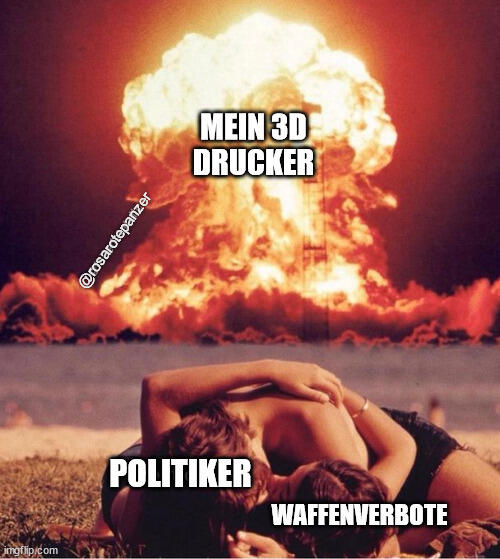 MEIN 3D
DRUCKER
@rosarotepanzer
POLITIKER
WAFFENVERBOTE
imgflip.com